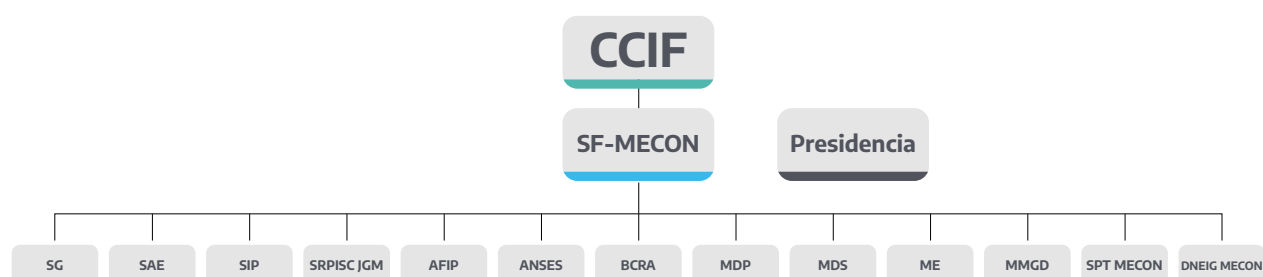 CCIF
SF-MECON
Presidencia
SG
SAE
SIP
SRPISC JGM
AFIP
ANSES
BCRA
MDP
MDS
ME
MMGD
SPT MECON
DNEIG MECON